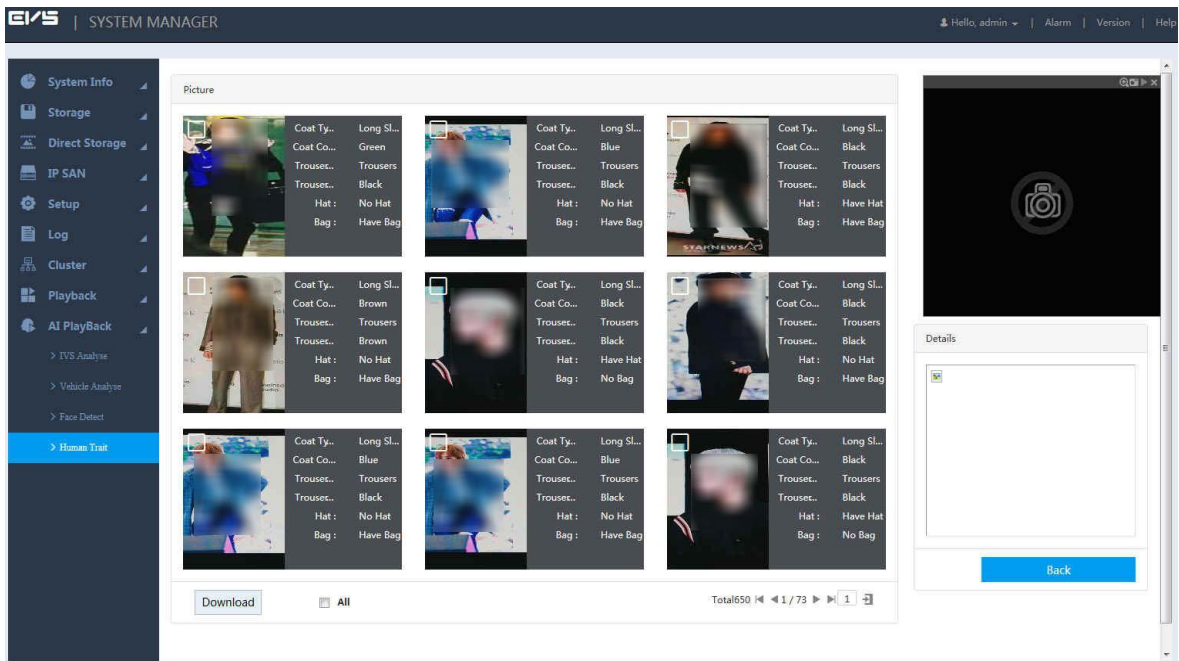 EVS | SYSTEM MANAGER
Hello, admin | Alarm | Version | Help
System Info
Storage
Direct Storage
IP SAN
Setup
Log
Cluster
Playback
AI PlayBack
> IVS Analyse
> Vehicle Analyse
> Face Detect
> Human Trait
Picture
Coat Ty... Long Sl...
Coat Co... Green
Trouser... Trousers
Trouser... Black
Hat : No Hat
Bag : Have Bag
Coat Ty... Long Sl...
Coat Co... Blue
Trouser... Trousers
Trouser... Black
Hat : No Hat
Bag : Have Bag
Coat Ty... Long Sl...
Coat Co... Black
Trouser... Trousers
Trouser... Black
Hat : Have Hat
Bag : Have Bag
STARNEWS
Coat Ty... Long Sl...
Coat Co... Brown
Trouser... Trousers
Trouser... Brown
Hat : No Hat
Bag : Have Bag
Coat Ty... Long Sl...
Coat Co... Black
Trouser... Trousers
Trouser... Black
Hat : Have Hat
Bag : No Bag
Coat Ty... Long Sl...
Coat Co... Black
Trouser... Trousers
Trouser... Black
Hat : No Hat
Bag : Have Bag
Coat Ty... Long Sl...
Coat Co... Blue
Trouser... Trousers
Trouser... Black
Hat : No Hat
Bag : Have Bag
Coat Ty... Long Sl...
Coat Co... Blue
Trouser... Trousers
Trouser... Black
Hat : No Hat
Bag : Have Bag
Coat Ty... Long Sl...
Coat Co... Black
Trouser... Trousers
Trouser... Black
Hat : Have Hat
Bag : No Bag
Download All
Total650 1 / 73 1
Details
Back